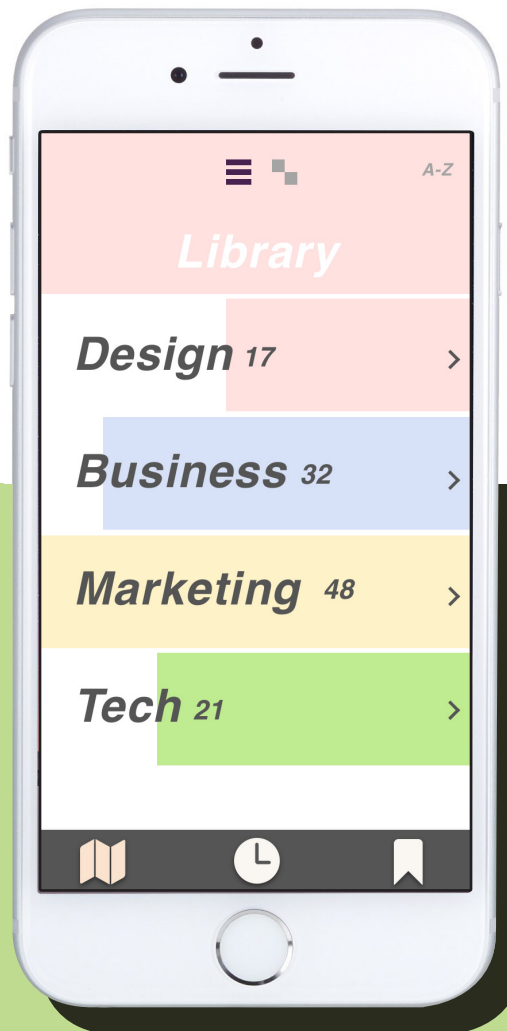 A-Z
Library
Design 17
Business 32
Marketing 48
Tech 21